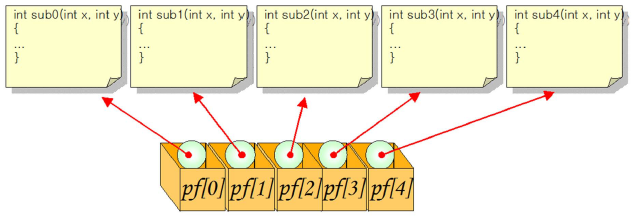 int sub0(int x, int y)
{
...
}
int sub1(int x, int y)
{
...
}
int sub2(int x, int y)
{
...
}
int sub3(int x, int y)
{
...
}
int sub4(int x, int y)
{
...
}
pf[0] pf[1] pf[2] pf[3] pf[4]